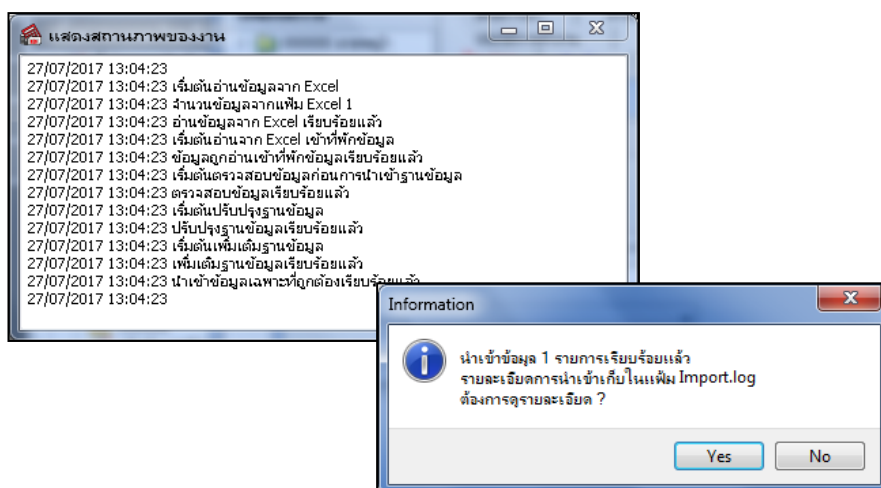 แสดงสถานภาพของงาน
27/07/2017 13:04:23
27/07/2017 13:04:23 เริ่มต้นอ่านข้อมูลจาก Excel
27/07/2017 13:04:23 จำนวนข้อมูลจากแฟ้ม Excel 1
27/07/2017 13:04:23 อ่านข้อมูลจาก Excel เรียบร้อยแล้ว
27/07/2017 13:04:23 เริ่มต้นอ่านจาก Excel เข้าที่พักข้อมูล
27/07/2017 13:04:23 ข้อมูลถูกอ่านเข้าที่พักข้อมูลเรียบร้อยแล้ว
27/07/2017 13:04:23 เริ่มต้นตรวจสอบข้อมูลก่อนการนำเข้าฐานข้อมูล
27/07/2017 13:04:23 ตรวจสอบข้อมูลเรียบร้อยแล้ว
27/07/2017 13:04:23 เริ่มต้นปรับปรุงฐานข้อมูล
27/07/2017 13:04:23 ปรับปรุงฐานข้อมูลเรียบร้อยแล้ว
27/07/2017 13:04:23 เริ่มต้นเพิ่มเติมฐานข้อมูล
27/07/2017 13:04:23 เพิ่มเติมฐานข้อมูลเรียบร้อยแล้ว
27/07/2017 13:04:23 นำเข้าข้อมูลเฉพาะที่ถูกต้องเรียบร้อยแล้ว
27/07/2017 13:04:23
Information
นำเข้าข้อมูล 1 รายการเรียบร้อยแล้ว
รายละเอียดการนำเข้าเก็บในแฟ้ม Import.log
ต้องการดูรายละเอียด ?
Yes
No